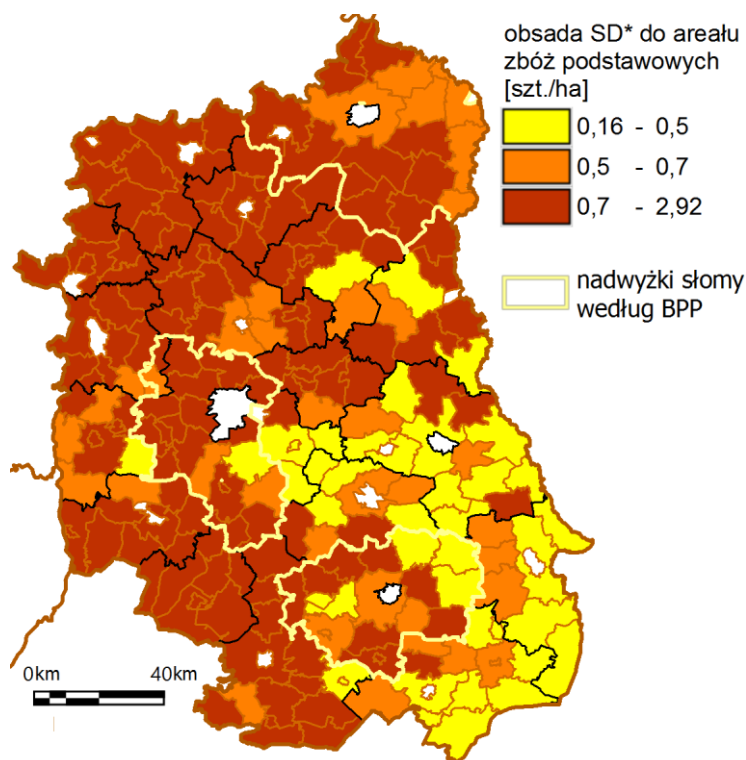 obsada SD* do areału
zbóż podstawowych
[szt./ha]
0,16 - 0,5
0,5 - 0,7
0,7 - 2,92
nadwyżki słomy
według BPP
0km 40km